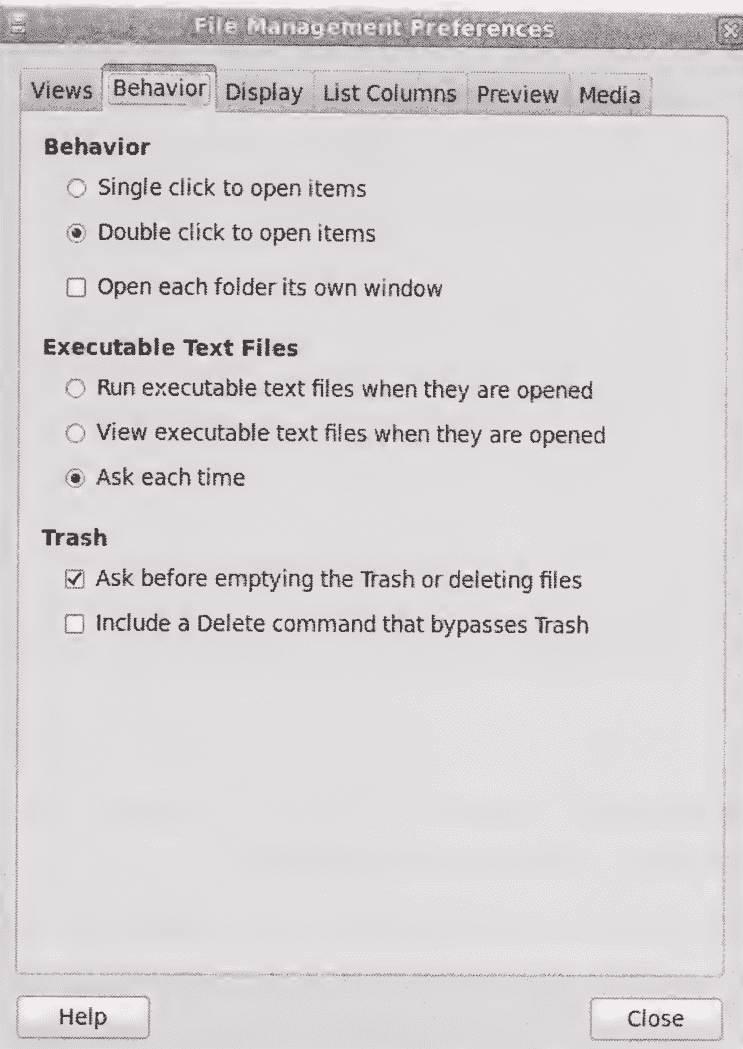 File Management Preferences
Views Behavior Display List Columns Preview Media
Behavior
Single click to open items
Double click to open items
Open each folder its own window
Executable Text Files
Run executable text files when they are opened
View executable text files when they are opened
Ask each time
Trash
Ask before emptying the Trash or deleting files
Include a Delete command that bypasses Trash
Help Close